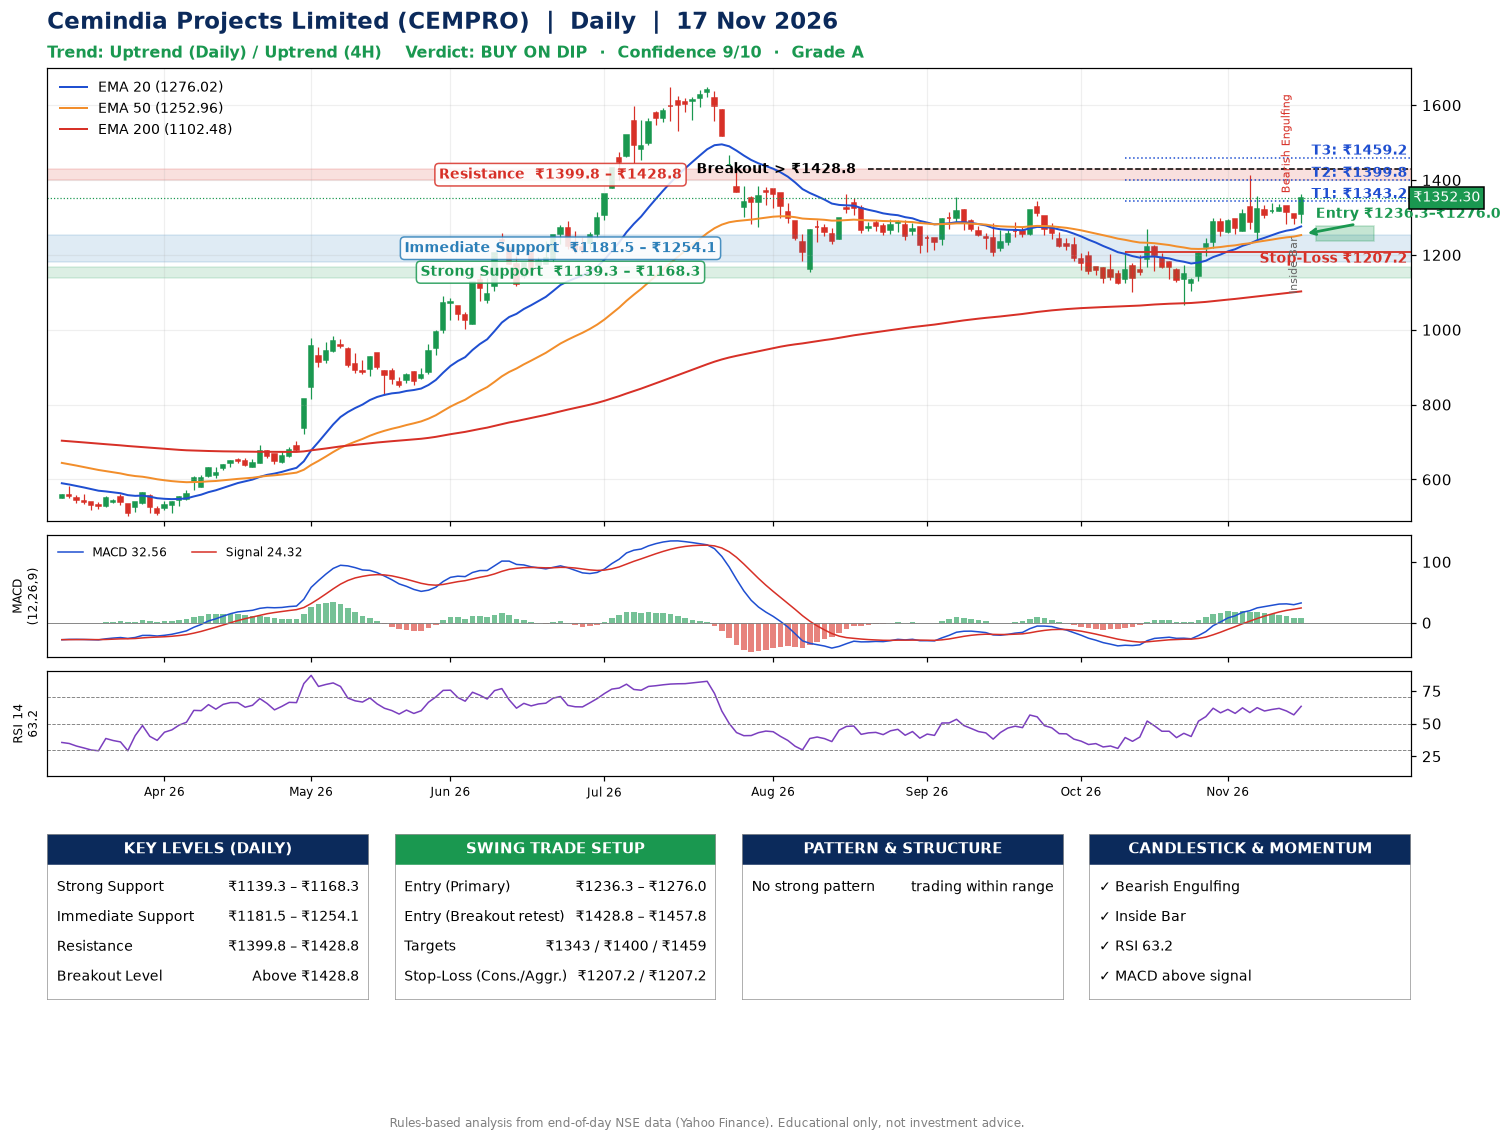 Cemindia Projects Limited (CEMPRO)  |  Daily  |  17 Nov 2026
Trend: Uptrend (Daily) / Uptrend (4H)    Verdict: BUY ON DIP  ·  Confidence 9/10  ·  Grade A
EMA 20 (1276.02)
EMA 50 (1252.96)
EMA 200 (1102.48)
Bearish Engulfing
Inside Bar
Resistance  ₹1399.8 – ₹1428.8
Breakout > ₹1428.8
Immediate Support  ₹1181.5 – ₹1254.1
Strong Support  ₹1139.3 – ₹1168.3
T3: ₹1459.2
T2: ₹1399.8
T1: ₹1343.2
₹1352.30
Entry ₹1236.3–₹1276.0
Stop-Loss ₹1207.2
1600
1400
1200
1000
800
600
MACD 32.56
Signal 24.32
MACD
(12,26,9)
100
0
RSI 14
63.2
75
50
25
Apr 26
May 26
Jun 26
Jul 26
Aug 26
Sep 26
Oct 26
Nov 26
KEY LEVELS (DAILY)
Strong Support ₹1139.3 – ₹1168.3
Immediate Support ₹1181.5 – ₹1254.1
Resistance ₹1399.8 – ₹1428.8
Breakout Level Above ₹1428.8
SWING TRADE SETUP
Entry (Primary) ₹1236.3 – ₹1276.0
Entry (Breakout retest) ₹1428.8 – ₹1457.8
Targets ₹1343 / ₹1400 / ₹1459
Stop-Loss (Cons./Aggr.) ₹1207.2 / ₹1207.2
PATTERN & STRUCTURE
No strong pattern trading within range
CANDLESTICK & MOMENTUM
✓ Bearish Engulfing
✓ Inside Bar
✓ RSI 63.2
✓ MACD above signal
Rules-based analysis from end-of-day NSE data (Yahoo Finance). Educational only, not investment advice.